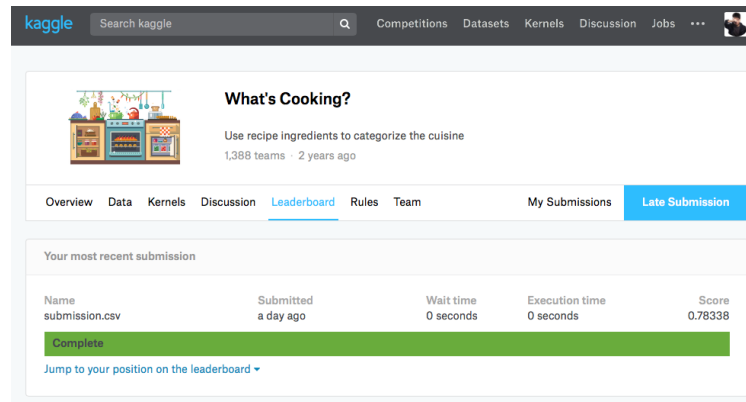 kaggle Search kaggle Competitions Datasets Kernels Discussion Jobs •••
What's Cooking?
Use recipe ingredients to categorize the cuisine
1,388 teams · 2 years ago
Overview Data Kernels Discussion Leaderboard Rules Team My Submissions Late Submission
Your most recent submission
Name Submitted Wait time Execution time Score
submission.csv a day ago 0 seconds 0 seconds 0.78338
Complete
Jump to your position on the leaderboard